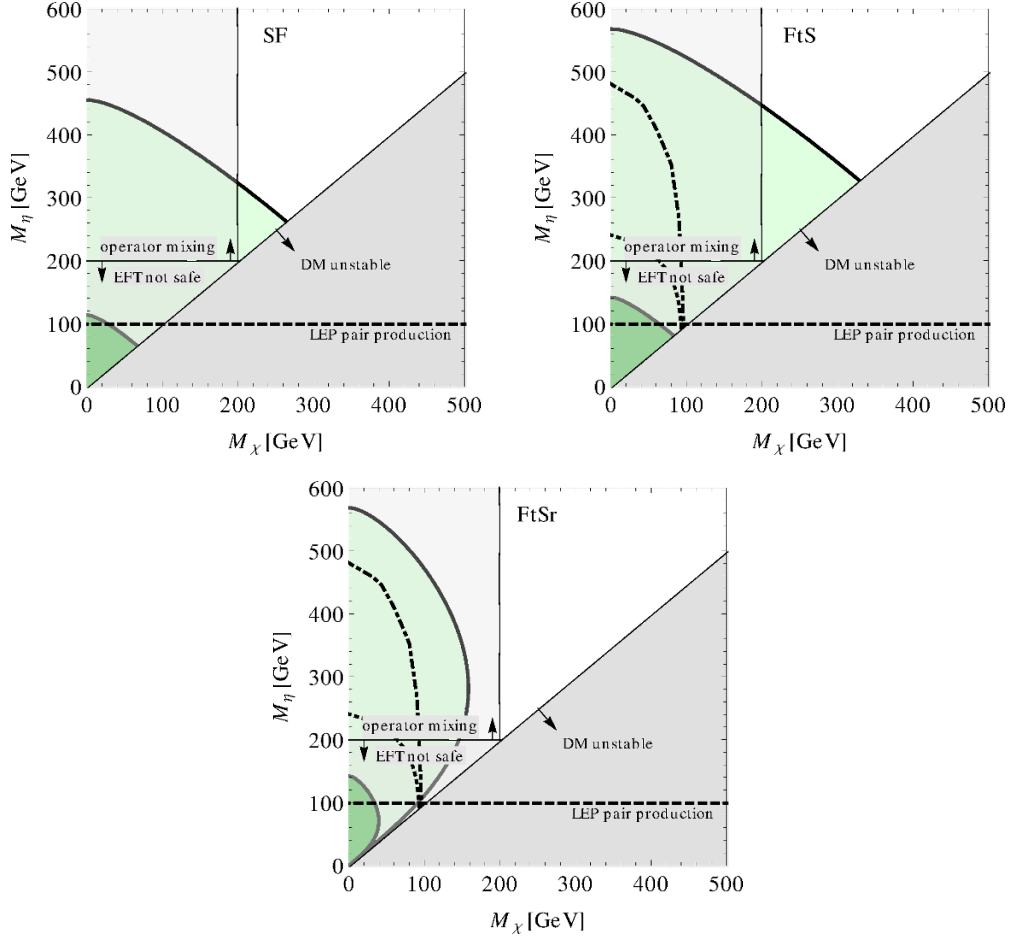 SF
600
500
400
300
200
100
0
M_η [GeV]
operator mixing
EFT not safe
DM unstable
LEP pair production
0 100 200 300 400 500
M_χ [GeV]
FtS
600
500
400
300
200
100
0
M_η [GeV]
operator mixing
EFT not safe
DM unstable
LEP pair production
0 100 200 300 400 500
M_χ [GeV]
FtSr
600
500
400
300
200
100
0
M_η [GeV]
operator mixing
EFT not safe
DM unstable
LEP pair production
0 100 200 300 400 500
M_χ [GeV]